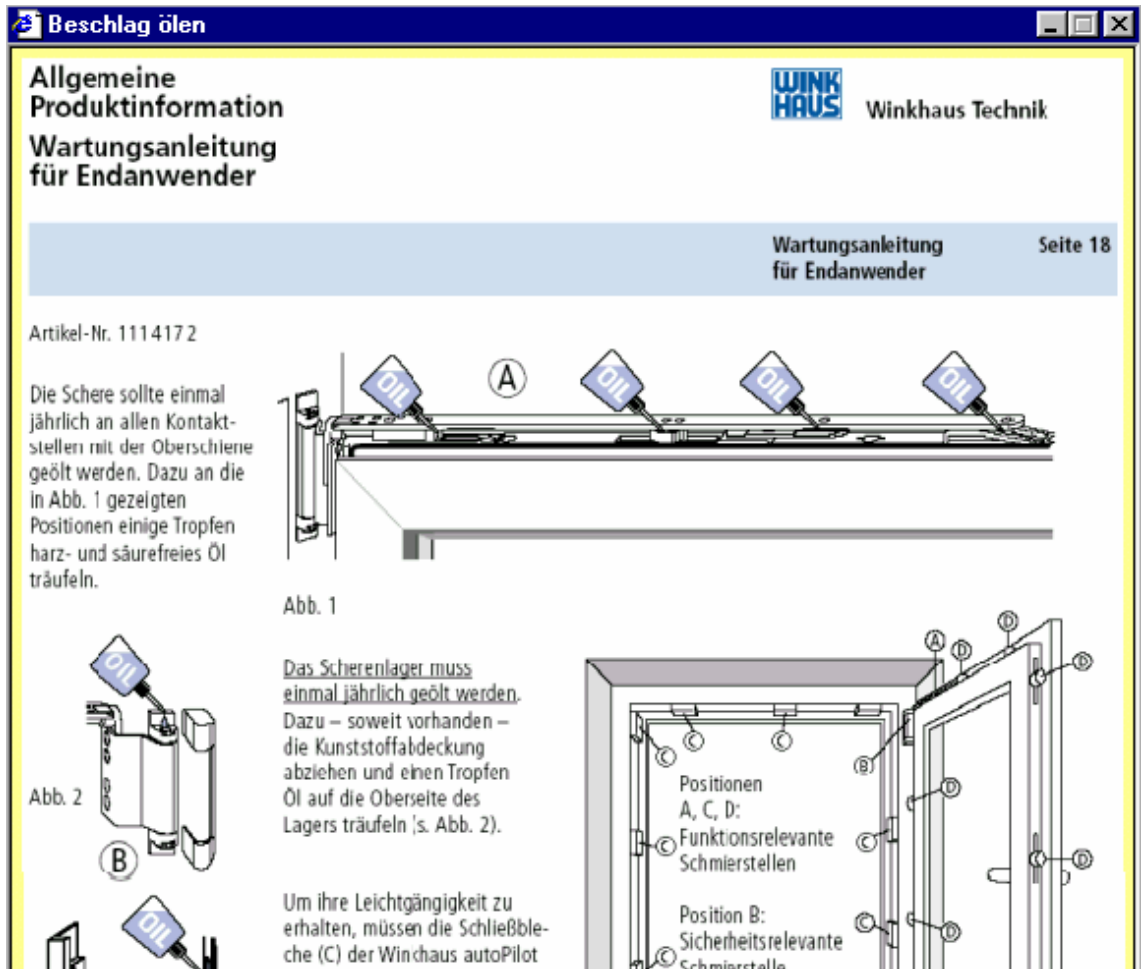 Beschlag ölen
Allgemeine
Produktinformation
Wartungsanleitung
für Endanwender
WINK
HAUS
Winkhaus Technik
Wartungsanleitung
für Endanwender
Seite 18
Artikel-Nr. 111 417 2
Die Schere sollte einmal
jährlich an allen Kontakt-
stellen mit der Oberschiene
geölt werden. Dazu an die
in Abb. 1 gezeigten
Positionen einige Tropfen
harz- und säurefreies Öl
träufeln.
OIL
A
OIL
OIL
OIL
Abb. 1
OIL
Abb. 2
B
Das Scherenlager muss
einmal jährlich geölt werden.
Dazu – soweit vorhanden –
die Kunststoffabdeckung
abziehen und einen Tropfen
Öl auf die Oberseite des
Lagers träufeln (s. Abb. 2).
OIL
Um ihre Leichtgängigkeit zu
erhalten, müssen die Schließble-
che (C) der Winkhaus autoPilot
A
D
D
D
C
C
C
B
D
C
C
D
C
D
C
Positionen
A, C, D:
Funktionsrelevante
Schmierstellen
Position B:
Sicherheitsrelevante
Schmierstelle